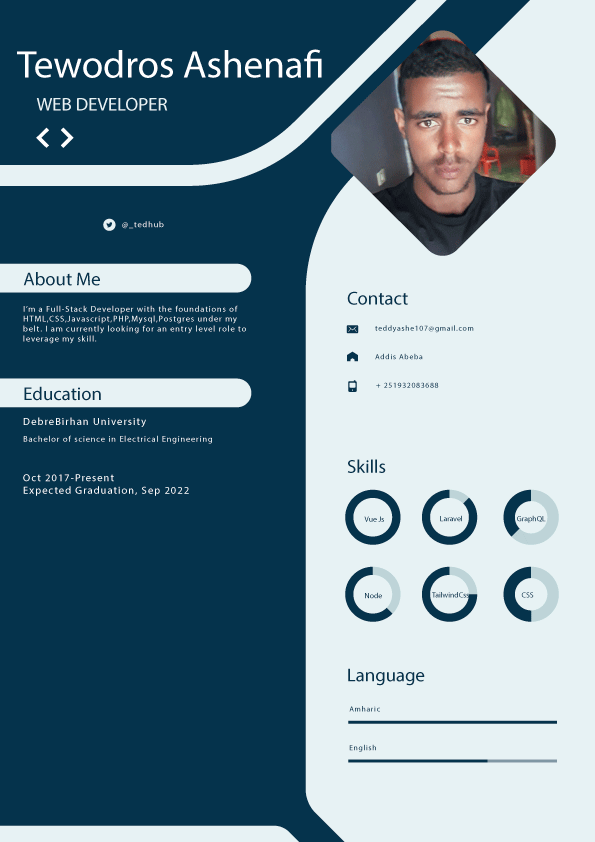 Tewodros Ashenafi
WEB DEVELOPER
@_tedhub
About Me
I'm a Full-Stack Developer with the foundations of
HTML,CSS,Javascript,PHP,Mysql,Postgres under my
belt. I am currently looking for an entry level role to
leverage my skill.
Education
DebreBirhan University
Bachelor of science in Electrical Engineering
Oct 2017-Present
Expected Graduation, Sep 2022
Contact
teddyashe107@gmail.com
Addis Abeba
+ 251932083688
Skills
Vue Js
Laravel
GraphQL
Node
TailwindCss
CSS
Language
Amharic
English